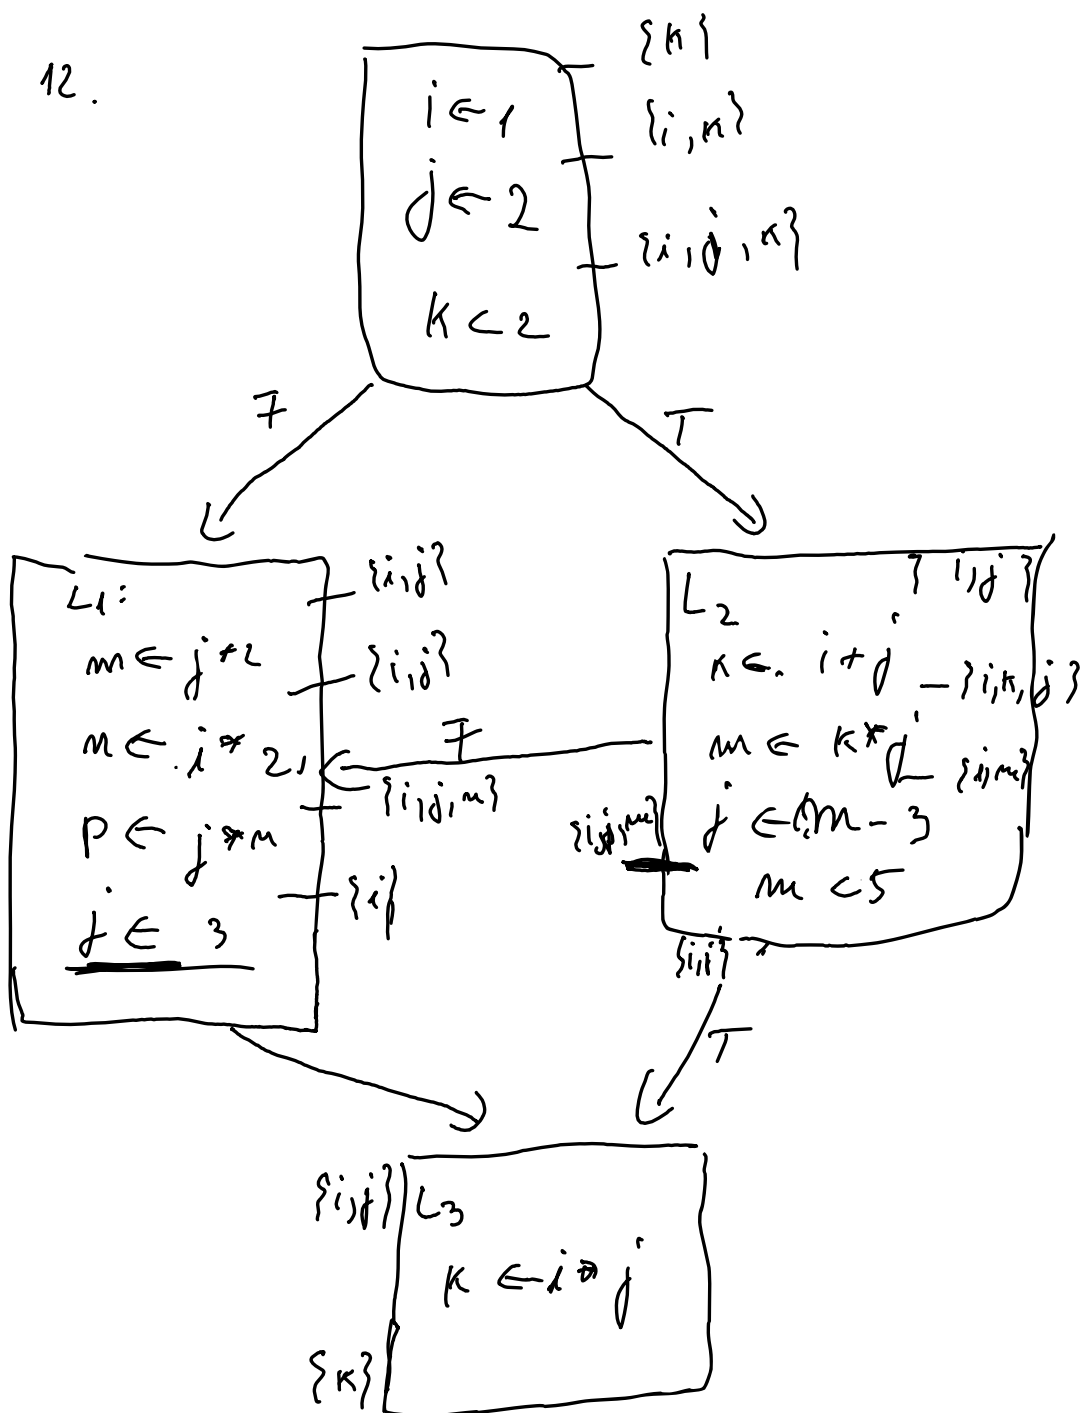 12.
{k}
i ← 1
{i, k}
j ← 2
{i, j, k}
k < 2
F
T
{i, j}
L1:
m ← j * 2
{i, j}
n ← i * 2
{i, j, n}
p ← j * n
{i}
j ← 3
F
L2
{i, j}
k ← i + j
{i, k, j}
m ← k * j
{i, m}
j ← m - 3
{i, j, m}
m < 5
{i, j}
T
{i, j}
L3
k ← i * j
{k}